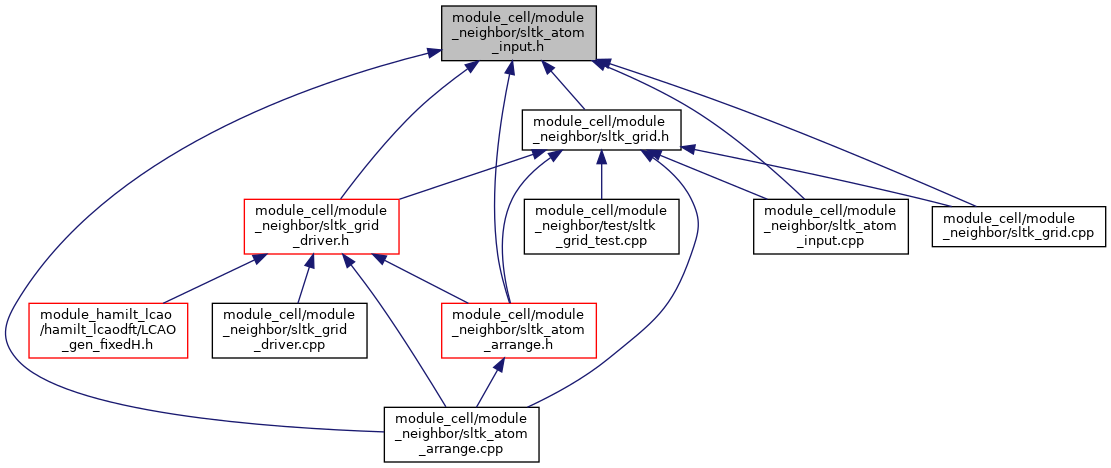 module_cell/module
_neighbor/sltk_atom
_input.h
module_cell/module
_neighbor/sltk_grid.h
module_cell/module
_neighbor/sltk_grid
_driver.h
module_cell/module
_neighbor/test/sltk
_grid_test.cpp
module_cell/module
_neighbor/sltk_atom
_input.cpp
module_cell/module
_neighbor/sltk_grid.cpp
module_hamilt_lcao
/hamilt_lcaodft/LCAO
_gen_fixedH.h
module_cell/module
_neighbor/sltk_grid
_driver.cpp
module_cell/module
_neighbor/sltk_atom
_arrange.h
module_cell/module
_neighbor/sltk_atom
_arrange.cpp